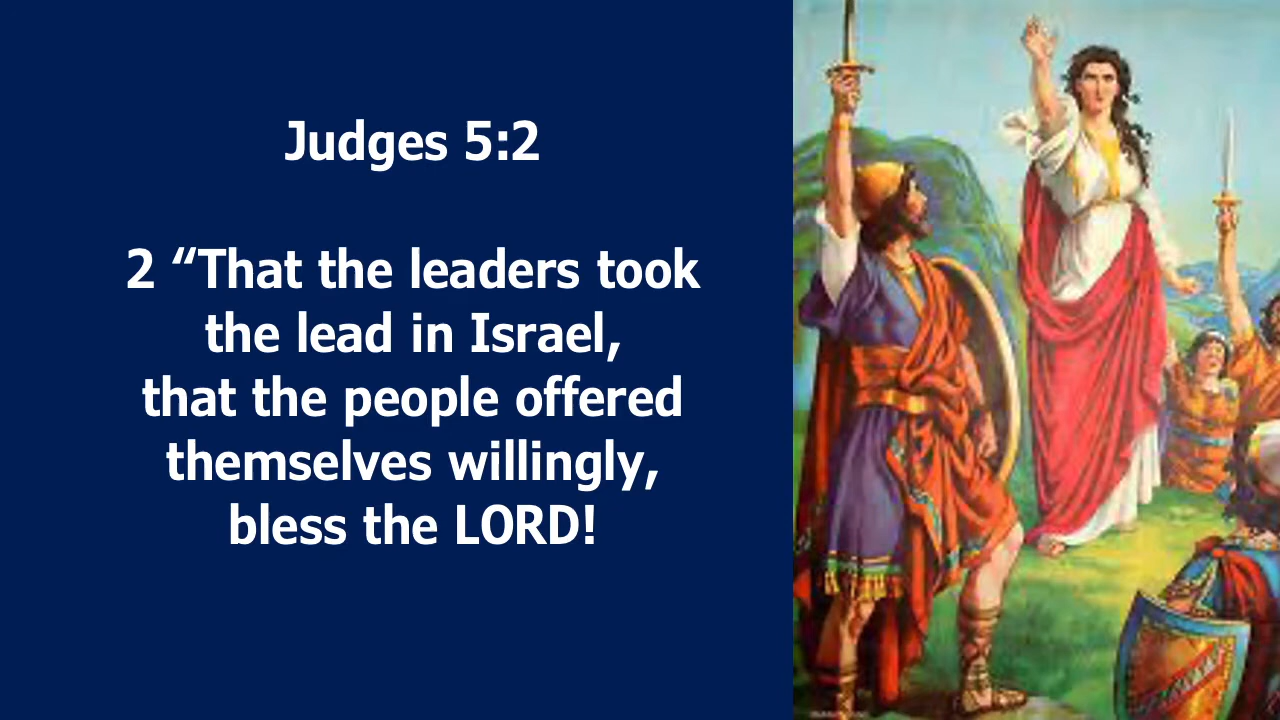 Judges 5:2
2 “That the leaders took
the lead in Israel,
that the people offered
themselves willingly,
bless the LORD!